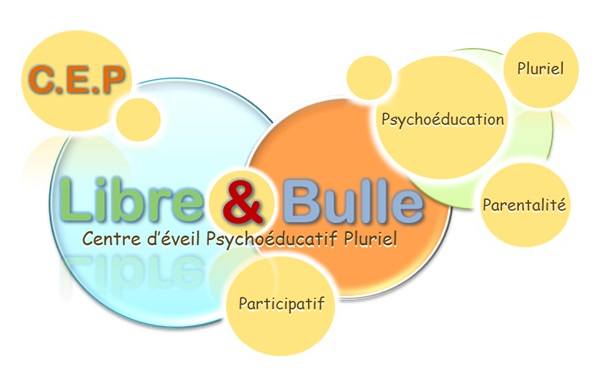 C.E.P
Pluriel
Psychoéducation
Libre & Bulle
Parentalité
Centre d'éveil Psychoéducatif Pluriel
Participatif